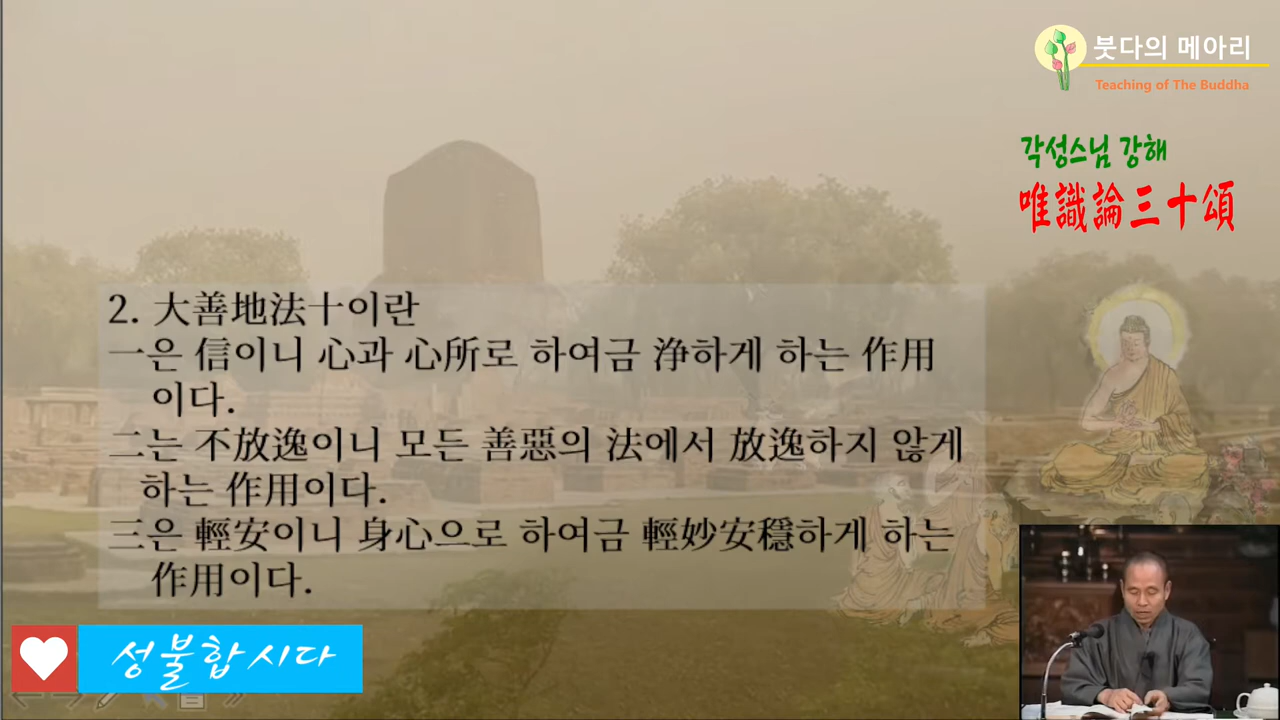 붓다의 메아리
Teaching of The Buddha
각성스님 강해
唯識論三十頌
2. 大善地法十이란
一은 信이니 心과 心所로 하여금 浄하게 하는 作用
이다.
二는 不放逸이니 모든 善惡의 法에서 放逸하지 않게
하는 作用이다.
三은 輕安이니 身心으로 하여금 輕妙安穩하게 하는
作用이다.
성불합시다